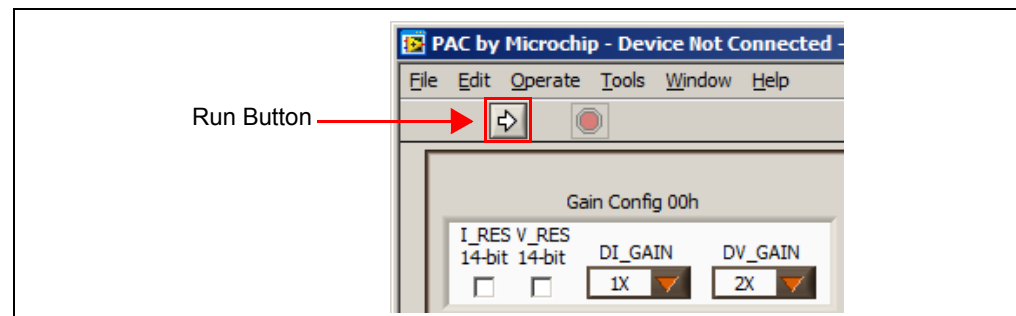 PAC by Microchip - Device Not Connected -
File Edit Operate Tools Window Help
Run Button
Gain Config 00h
I_RES V_RES
14-bit 14-bit DI_GAIN DV_GAIN
1X 2X